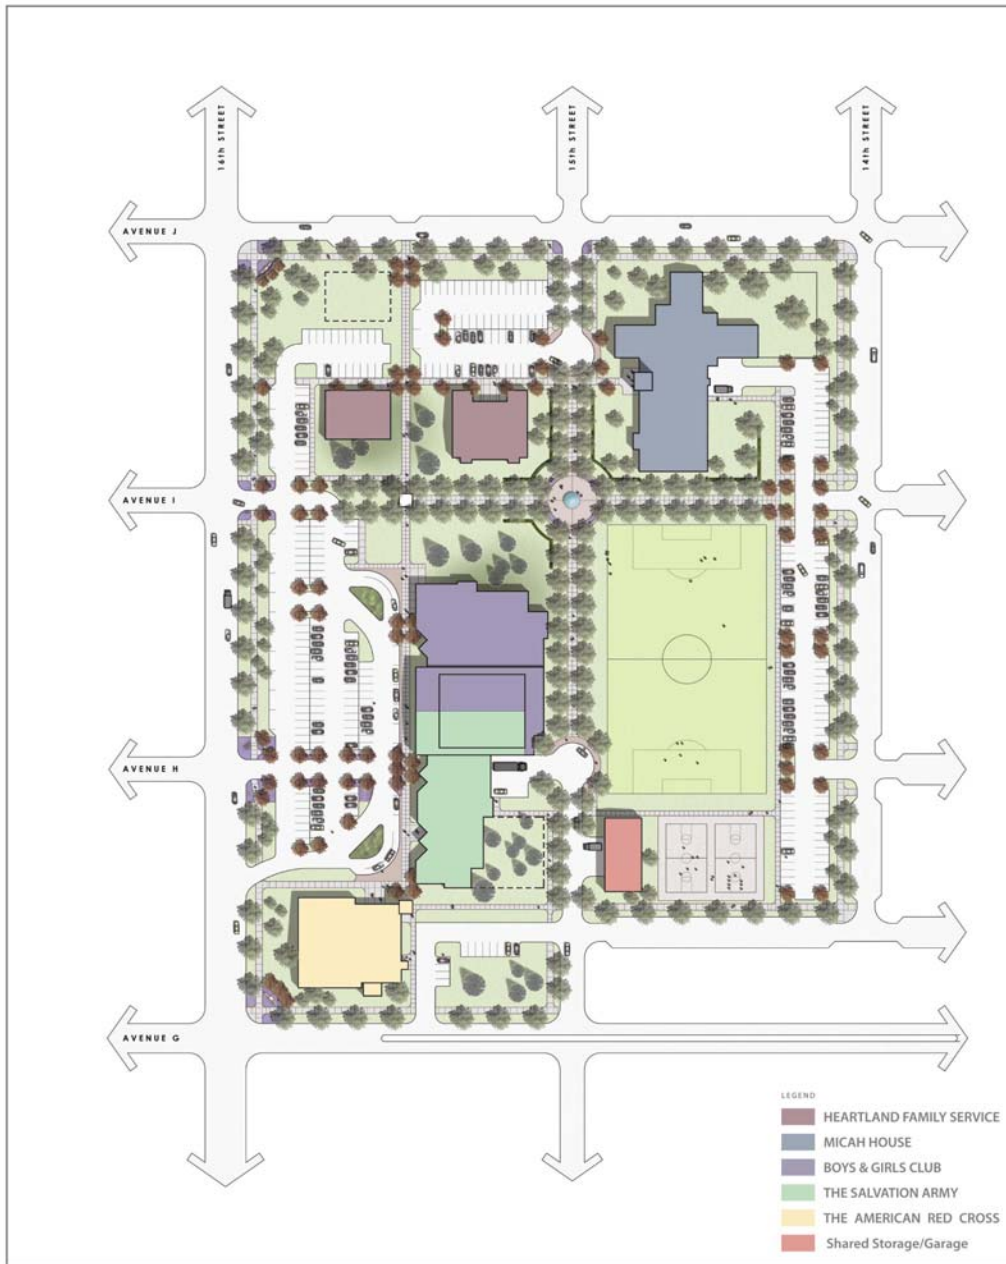 16th STREET
15th STREET
14th STREET
AVENUE J
AVENUE I
AVENUE H
AVENUE G
LEGEND
HEARTLAND FAMILY SERVICE
MICAH HOUSE
BOYS & GIRLS CLUB
THE SALVATION ARMY
THE AMERICAN RED CROSS
Shared Storage/Garage